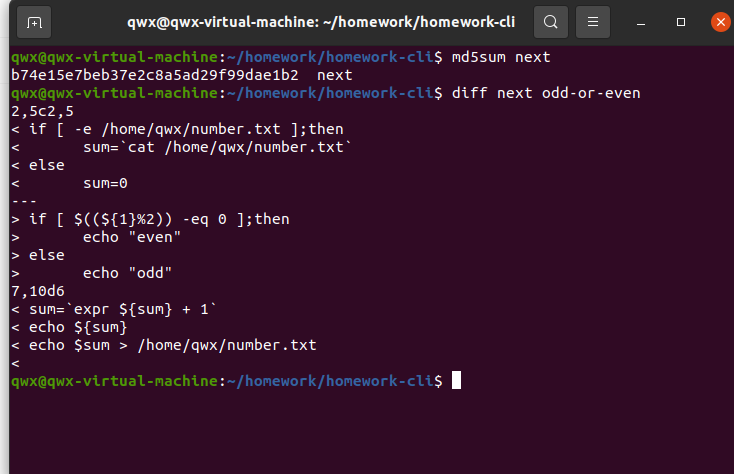 qwx@qwx-virtual-machine: ~/homework/homework-cli
qwx@qwx-virtual-machine:~/homework/homework-cli$ md5sum next
b74e15e7beb37e2c8a5ad29f99dae1b2  next
qwx@qwx-virtual-machine:~/homework/homework-cli$ diff next odd-or-even
2,5c2,5
< if [ -e /home/qwx/number.txt ];then
<       sum=`cat /home/qwx/number.txt`
< else
<       sum=0
---
> if [ $((${1}%2)) -eq 0 ];then
>       echo "even"
> else
>       echo "odd"
7,10d6
< sum=`expr ${sum} + 1`
< echo ${sum}
< echo $sum > /home/qwx/number.txt
<
qwx@qwx-virtual-machine:~/homework/homework-cli$